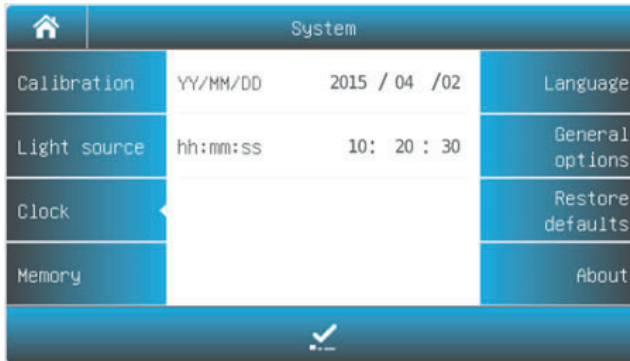 System
Calibration
YY/MM/DD 2015 / 04 /02
Language
Light source
hh:mm:ss 10: 20 : 30
General
options
Clock
Restore
defaults
Memory
About